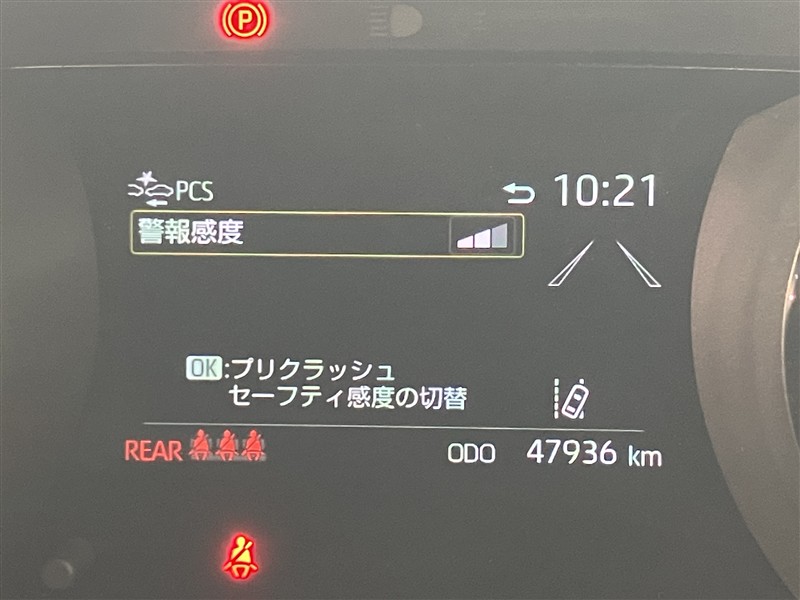 P
PCS
10:21
警報感度
OK:プリクラッシュ
セーフティ感度の切替
REAR
ODO 47936 km